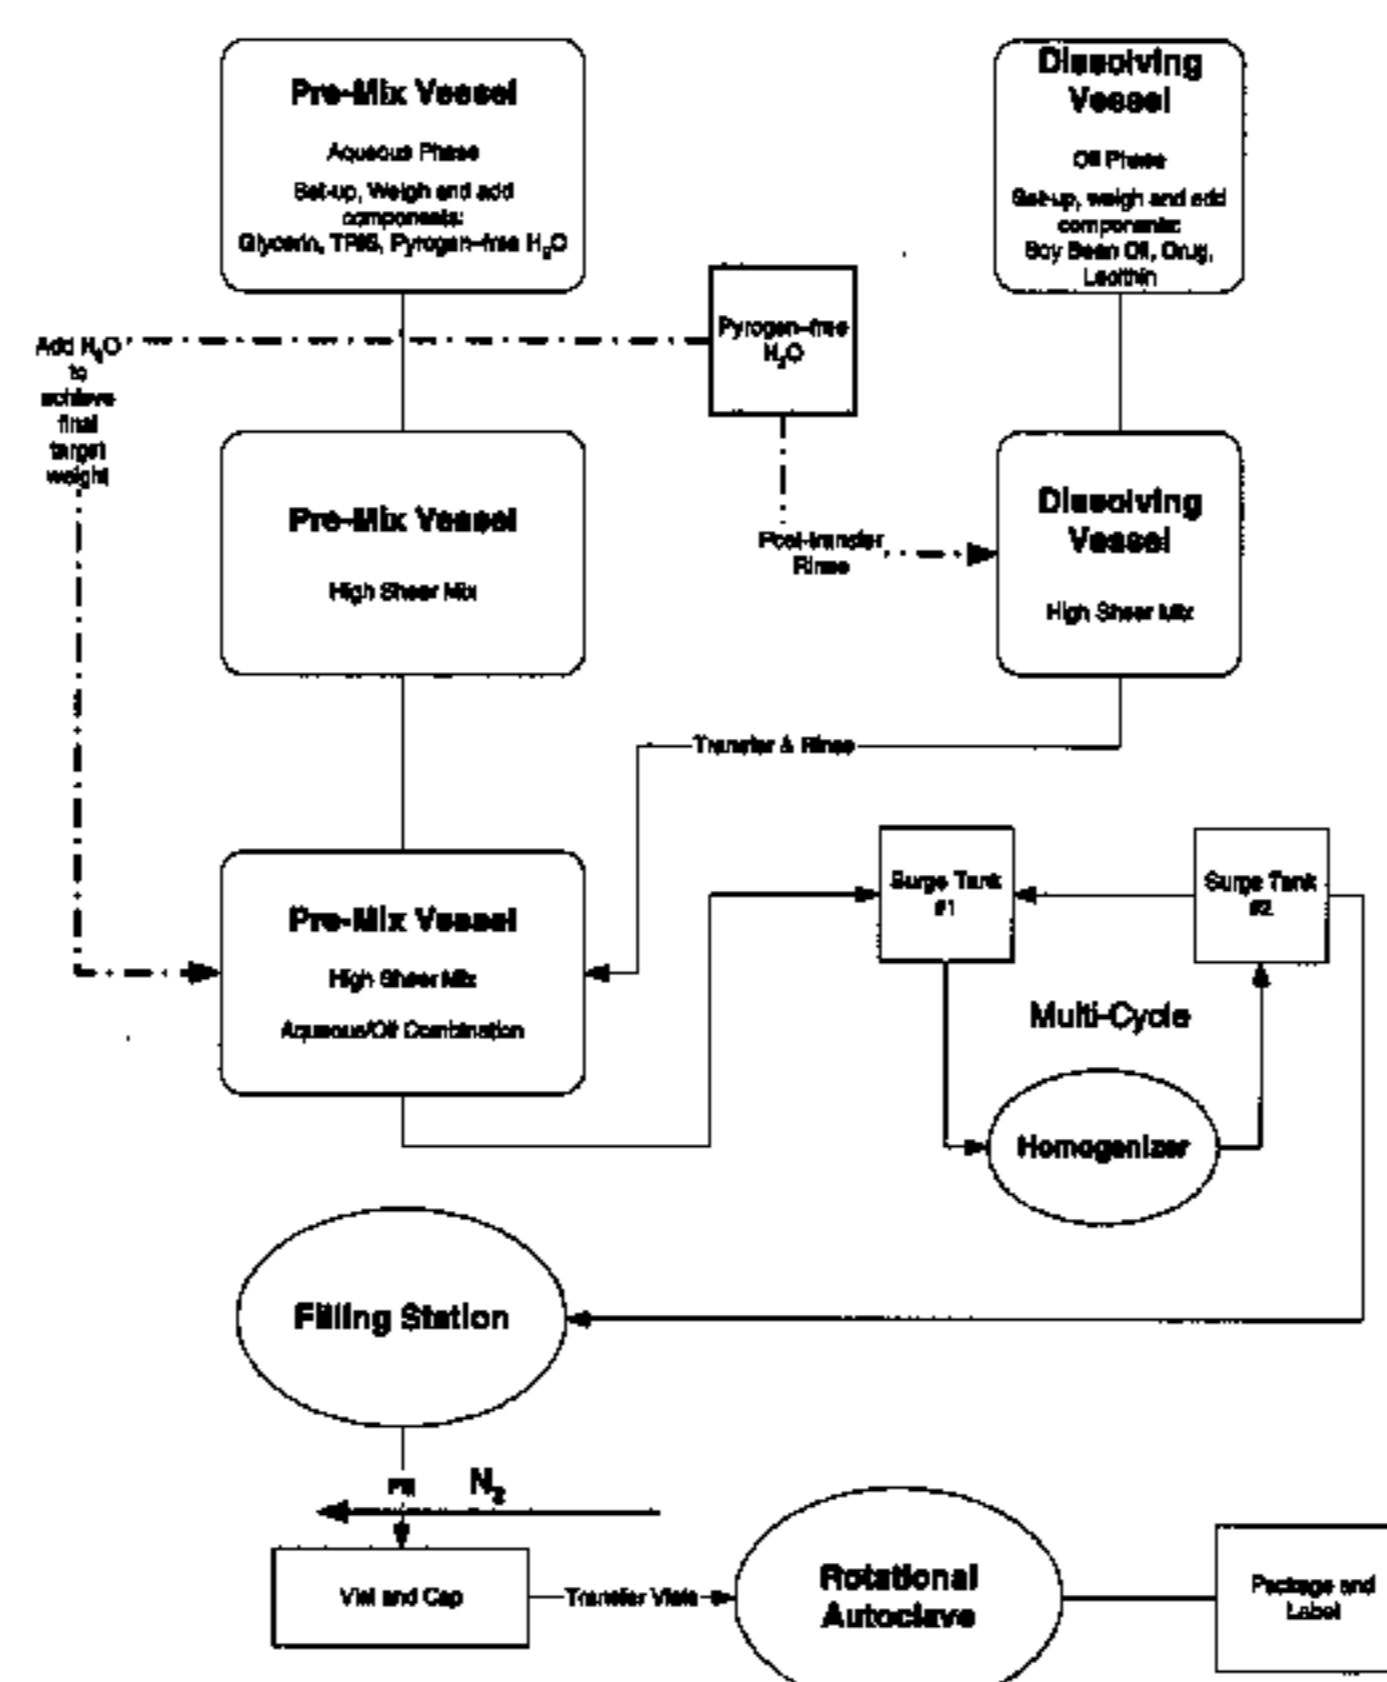 Pre-Mix Vessel
Aqueous Phase
Set-up, Weigh and add
components:
Glycerin, TRIS, Pyrogen-free H₂O
Dissolving
Vessel
Oil Phase
Set-up, weigh and add
components:
Soy Bean Oil, Drug,
Lecithin
Pyrogen-free
H₂O
Add H₂O
to
achieve
final
target
weight
Pre-Mix Vessel
High Shear Mix
Post-transfer
Rinse
Dissolving
Vessel
High Shear Mix
Transfer & Rinse
Pre-Mix Vessel
High Shear Mix
Aqueous/Oil Combination
Surge Tank
#1
Surge Tank
#2
Multi-Cycle
Homogenizer
Filling Station
Fill
N₂
Vial and Cap
Transfer Vials
Rotational
Autoclave
Package and
Label